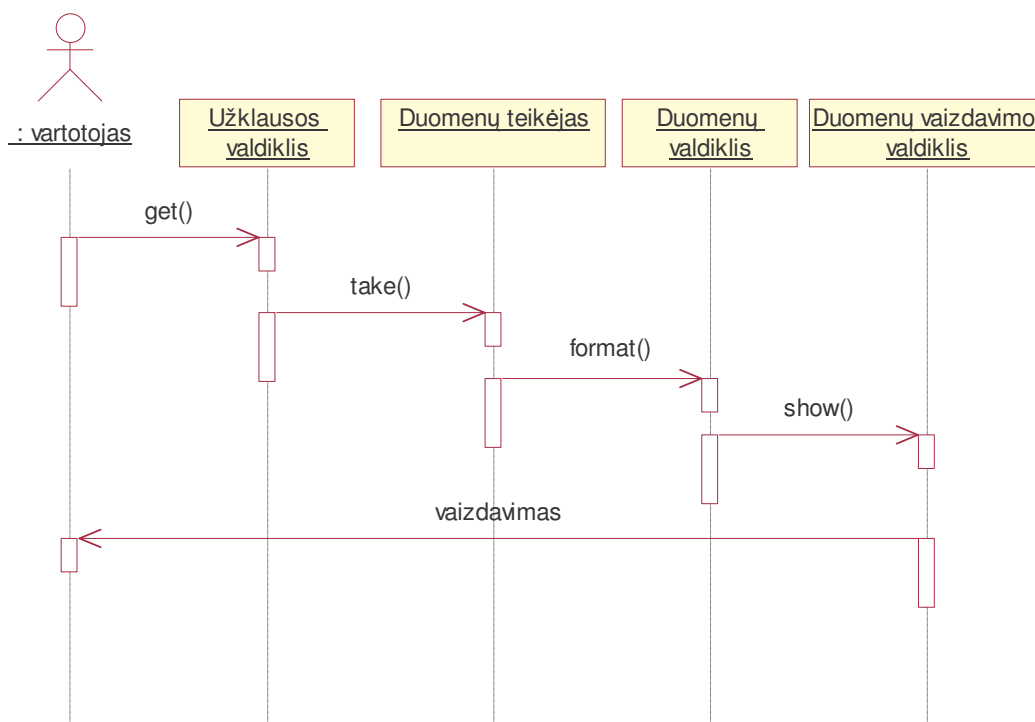 : vartotojas
Užklausos
valdiklis
Duomenų teikėjas
Duomenų
valdiklis
Duomenų vaizdavimo
valdiklis
get()
take()
format()
show()
vaizdavimas